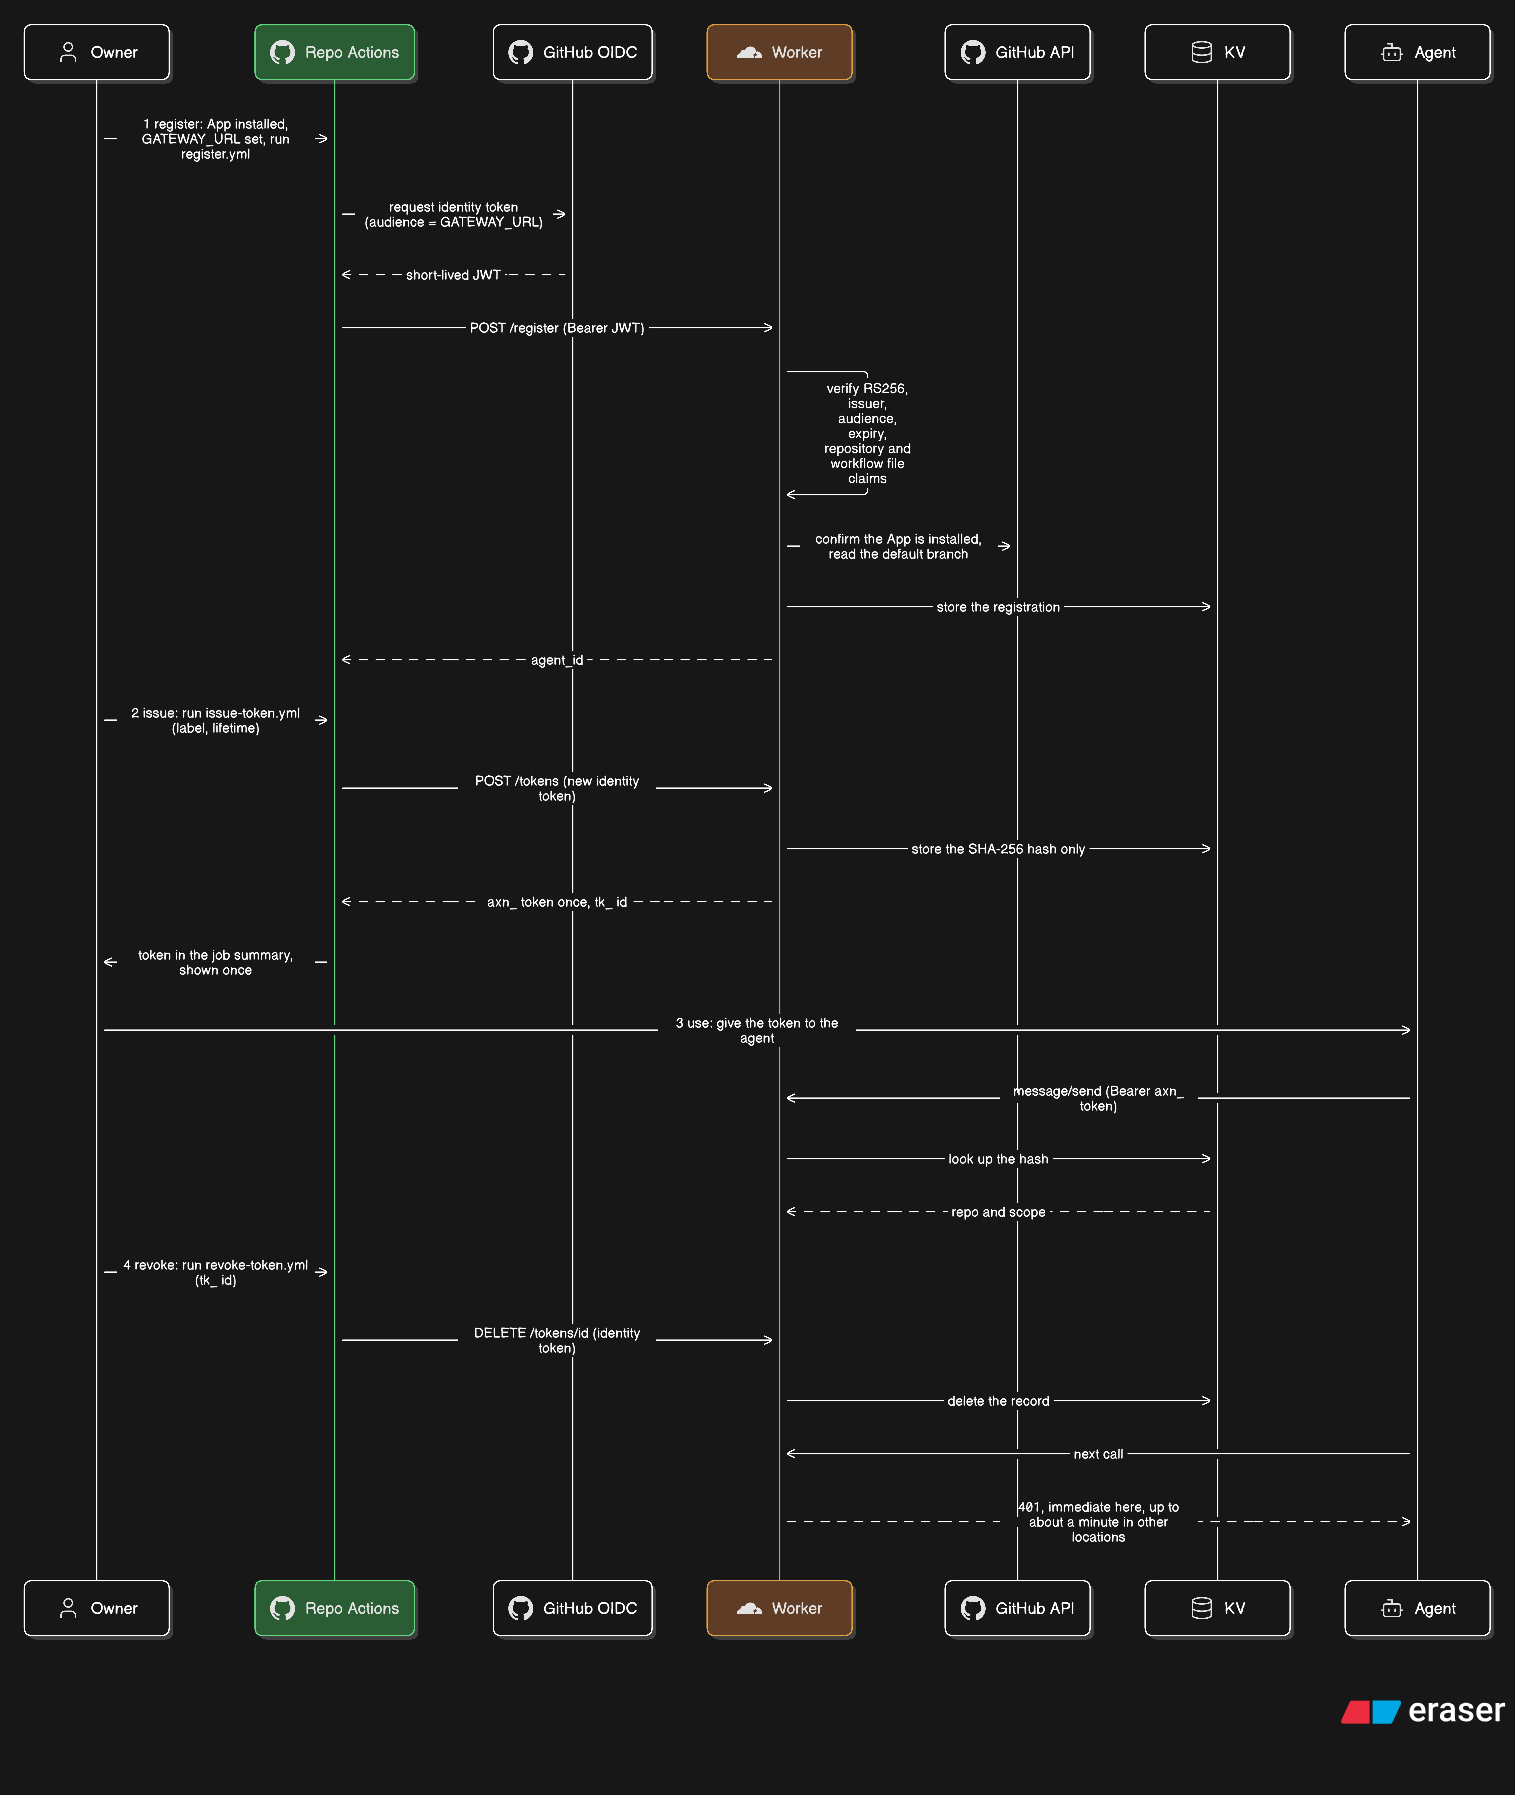 Owner
Repo Actions
GitHub OIDC
Worker
GitHub API
KV
Agent
1 register: App installed,
GATEWAY_URL set, run
register.yml
request identity token
(audience = GATEWAY_URL)
short-lived JWT
POST /register (Bearer JWT)
verify RS256,
issuer,
audience,
expiry,
repository and
workflow file
claims
confirm the App is installed,
read the default branch
store the registration
agent_id
2 issue: run issue-token.yml
(label, lifetime)
POST /tokens (new identity
token)
store the SHA-256 hash only
axn_ token once, tk_ id
token in the job summary,
shown once
3 use: give the token to the
agent
message/send (Bearer axn_
token)
look up the hash
repo and scope
4 revoke: run revoke-token.yml
(tk_ id)
DELETE /tokens/id (identity
token)
delete the record
next call
401, immediate here, up to
about a minute in other
locations
Owner
Repo Actions
GitHub OIDC
Worker
GitHub API
KV
Agent
eraser